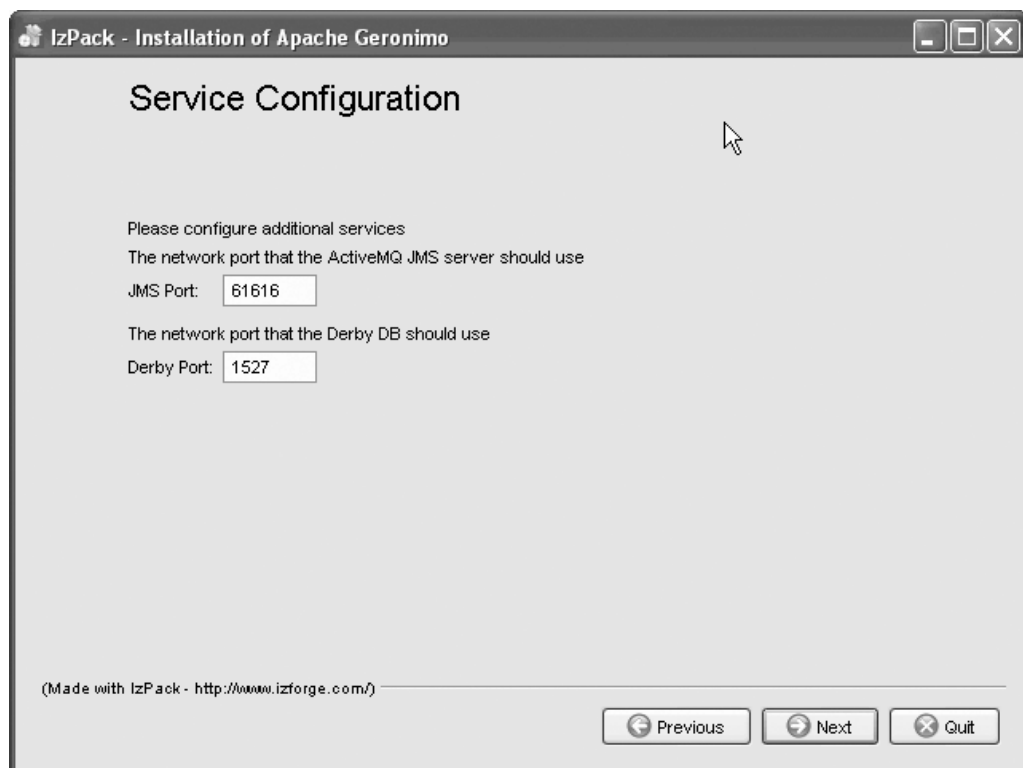 IzPack - Installation of Apache Geronimo
Service Configuration
Please configure additional services
The network port that the ActiveMQ JMS server should use
JMS Port: 61616
The network port that the Derby DB should use
Derby Port: 1527
(Made with IzPack - http://www.izforge.com/)
Previous Next Quit